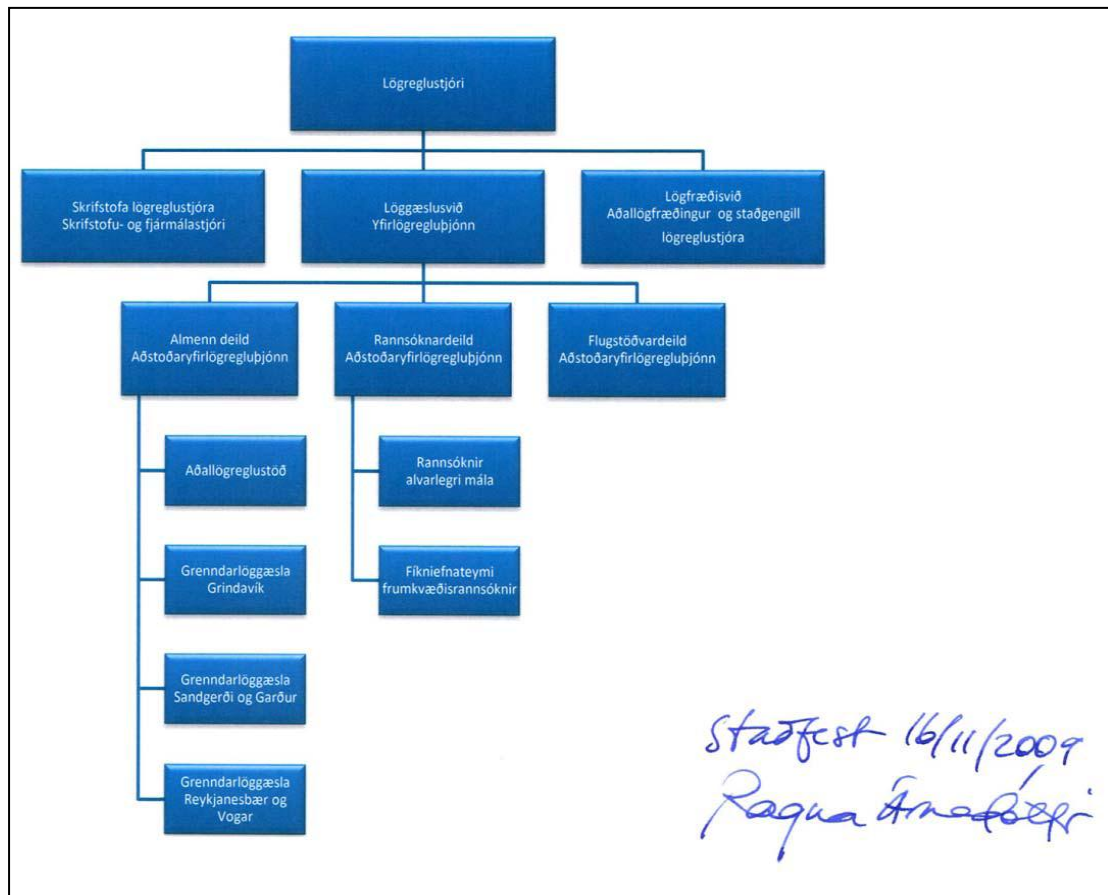 Lögreglustjóri
Skrifstofa lögreglustjóra
Skrifstofu- og fjármálastjóri
Löggæslusvið
Yfirlögregluþjónn
Lögfræðisvið
Aðallögfræðingur og staðgengill
lögreglustjóra
Almenn deild
Aðstoðaryfirlögregluþjónn
Rannsóknardeild
Aðstoðaryfirlögregluþjónn
Flugstöðvardeild
Aðstoðaryfirlögregluþjónn
Aðallögreglustöð
Rannsóknir
alvarlegri mála
Grenndarlöggæsla
Grindavík
Fíkniefnateymi
frumkvæðisrannsóknir
Grenndarlöggæsla
Sandgerði og Garður
Grenndarlöggæsla
Reykjanesbær og
Vogar
Staðfest 16/11/2009
Ragna Árnadóttir